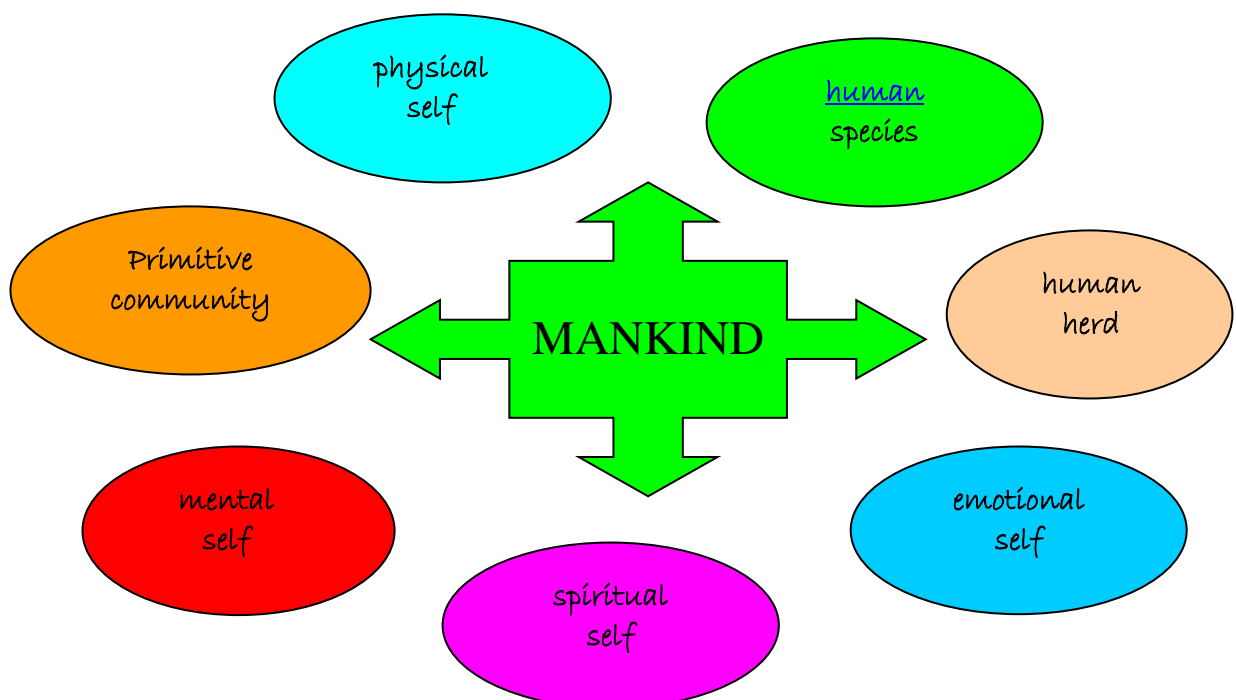 physical
self
human
species
Primitive
community
MANKIND
human
herd
mental
self
emotional
self
spiritual
self